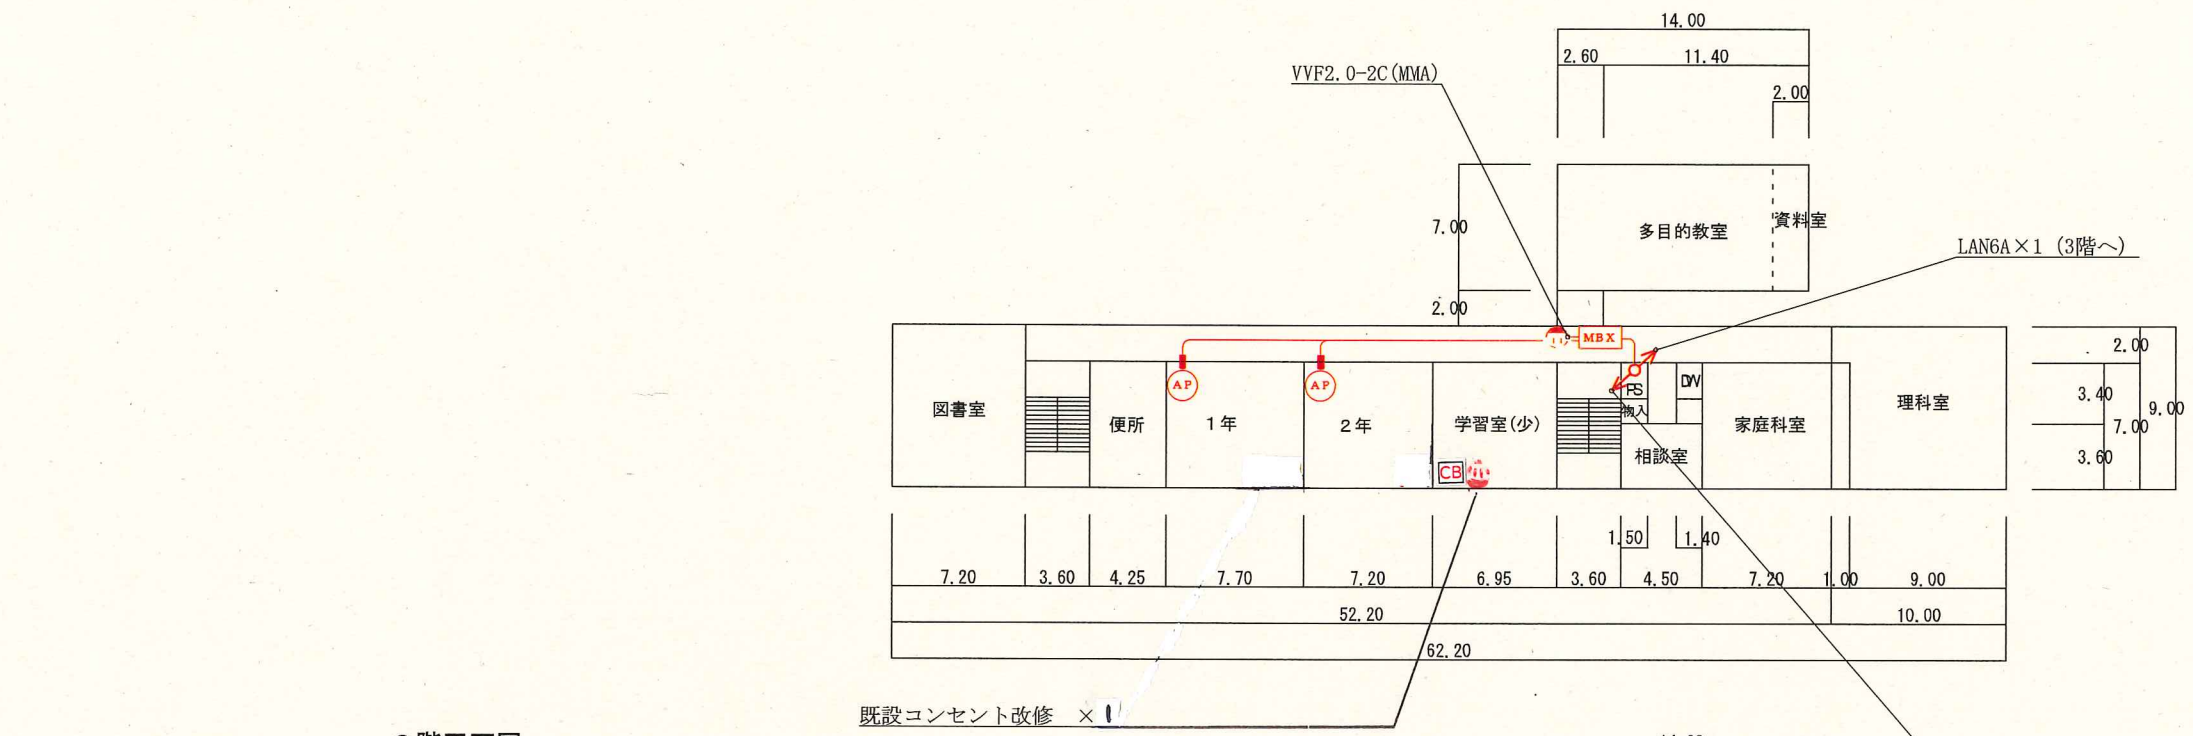 14.00
2.60
11.40
VVF2.0-2C(MMA)
2.00
7.00
多目的教室
資料室
LAN6A×1 (3階へ)
2.00
MBX
2.00
AP
AP
PS
DW
3.40
図書室
便所
1年
2年
学習室(少)
物入
家庭科室
理科室
9.00
7.00
相談室
3.60
CB
1.50
1.40
7.20
3.60
4.25
7.70
7.20
6.95
3.60
4.50
7.20
1.00
9.00
52.20
10.00
62.20
既設コンセント改修 ×1